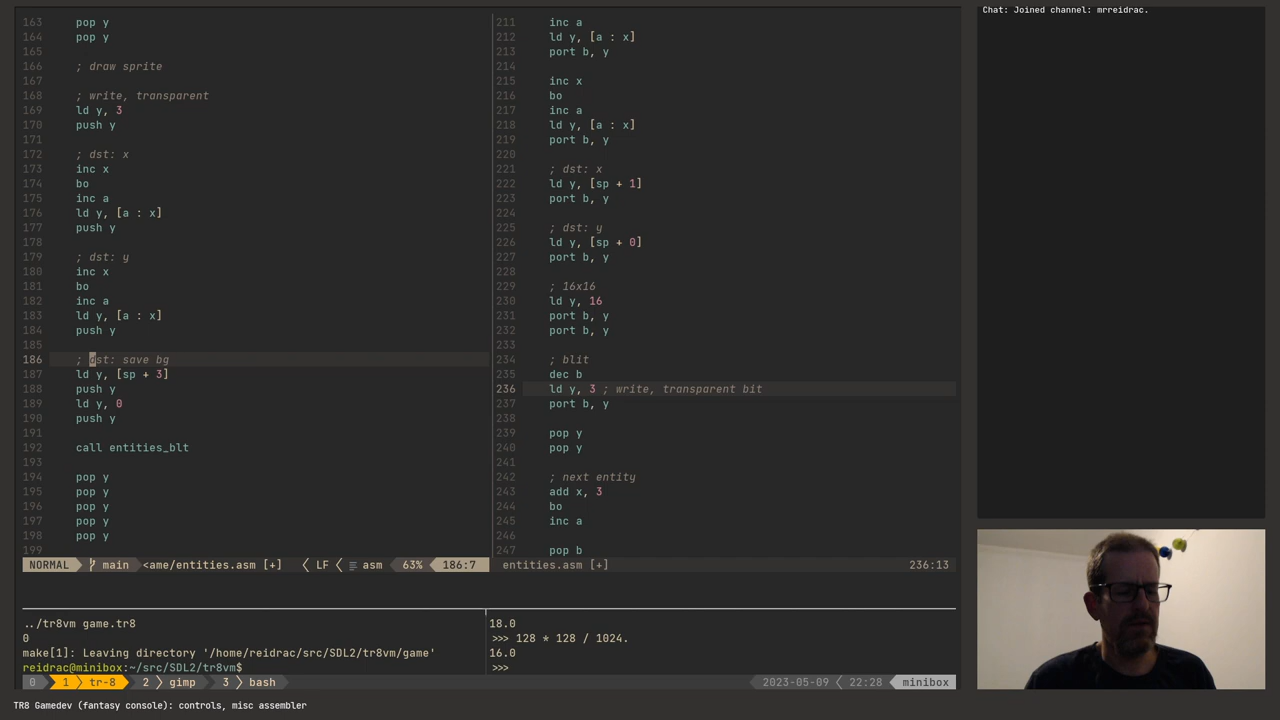 163 pop y
164 pop y
165
166 ; draw sprite
167
168 ; write, transparent
169 ld y, 3
170 push y
171
172 ; dst: x
173 inc x
174 bo
175 inc a
176 ld y, [a : x]
177 push y
178
179 ; dst: y
180 inc x
181 bo
182 inc a
183 ld y, [a : x]
184 push y
185
186 ; dst: save bg
187 ld y, [sp + 3]
188 push y
189 ld y, 0
190 push y
191
192 call entities_blt
193
194 pop y
195 pop y
196 pop y
197 pop y
198 pop y
199
NORMAL main <ame/entities.asm [+] LF asm 63% 186:7
211 inc a
212 ld y, [a : x]
213 port b, y
214
215 inc x
216 bo
217 inc a
218 ld y, [a : x]
219 port b, y
220
221 ; dst: x
222 ld y, [sp + 1]
223 port b, y
224
225 ; dst: y
226 ld y, [sp + 0]
227 port b, y
228
229 ; 16x16
230 ld y, 16
231 port b, y
232 port b, y
233
234 ; blit
235 dec b
236 ld y, 3 ; write, transparent bit
237 port b, y
238
239 pop y
240 pop y
241
242 ; next entity
243 add x, 3
244 bo
245 inc a
246
247 pop b
entities.asm [+] 236:13
../tr8vm game.tr8
0
make[1]: Leaving directory '/home/reidrac/src/SDL2/tr8vm/game'
reidrac@minibox:~/src/SDL2/tr8vm$
18.0
>>> 128 * 128 / 1024.
16.0
>>>
0 1 tr-8 2 gimp 3 bash 2023-05-09 22:28 minibox
Chat: Joined channel: mrreidrac.
TR8 Gamedev (fantasy console): controls, misc assembler